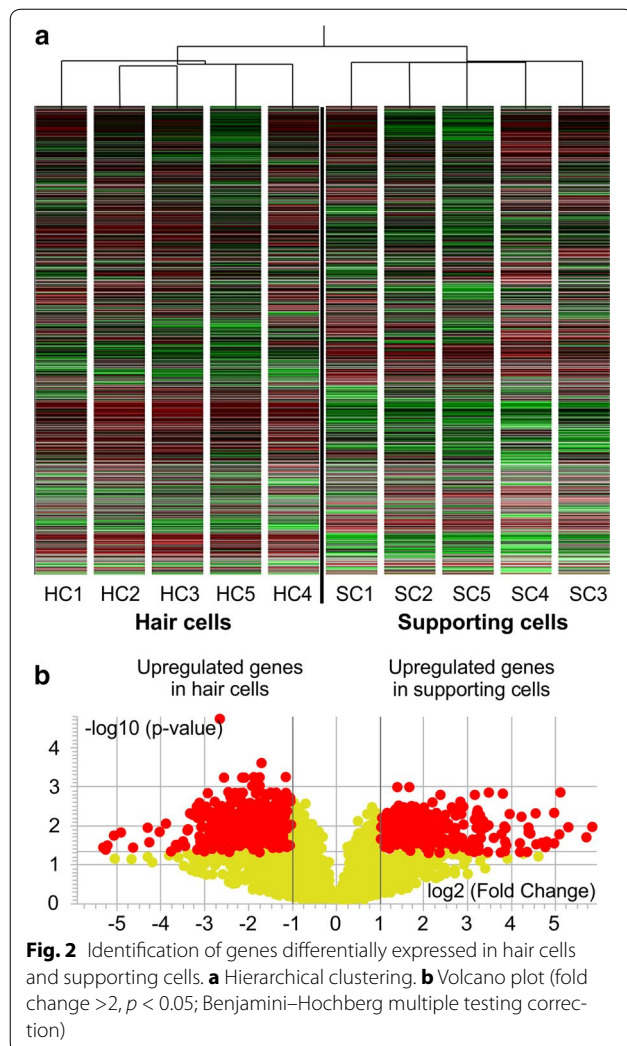 a
HC1 HC2 HC3 HC5 HC4 SC1 SC2 SC5 SC4 SC3
Hair cells Supporting cells
b
Upregulated genes
in hair cells
Upregulated genes
in supporting cells
-log10 (p-value)
4
3
2
1
0
log2 (Fold Change)
-5 -4 -3 -2 -1 0 1 2 3 4 5
Fig. 2 Identification of genes differentially expressed in hair cells
and supporting cells. a Hierarchical clustering. b Volcano plot (fold
change >2, p < 0.05; Benjamini–Hochberg multiple testing correc-
tion)